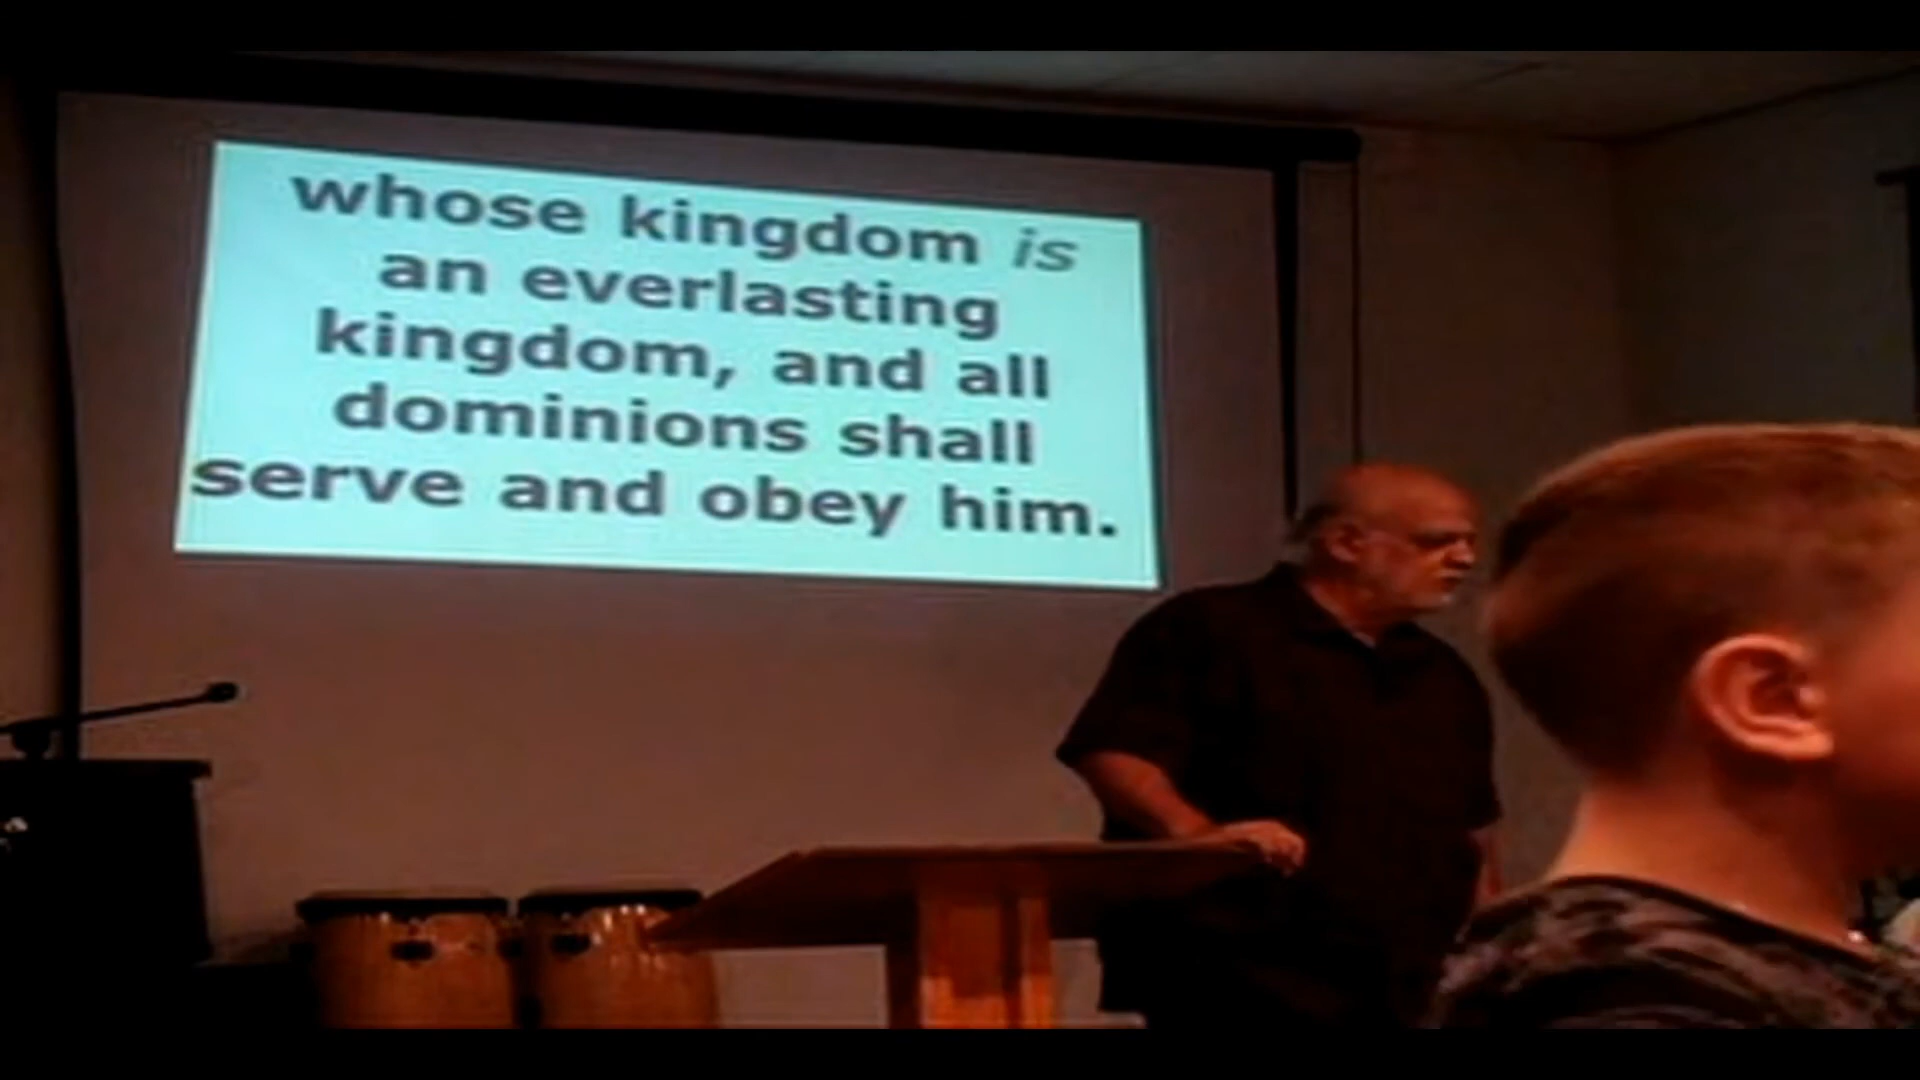 whose kingdom is
an everlasting
kingdom, and all
dominions shall
serve and obey him.